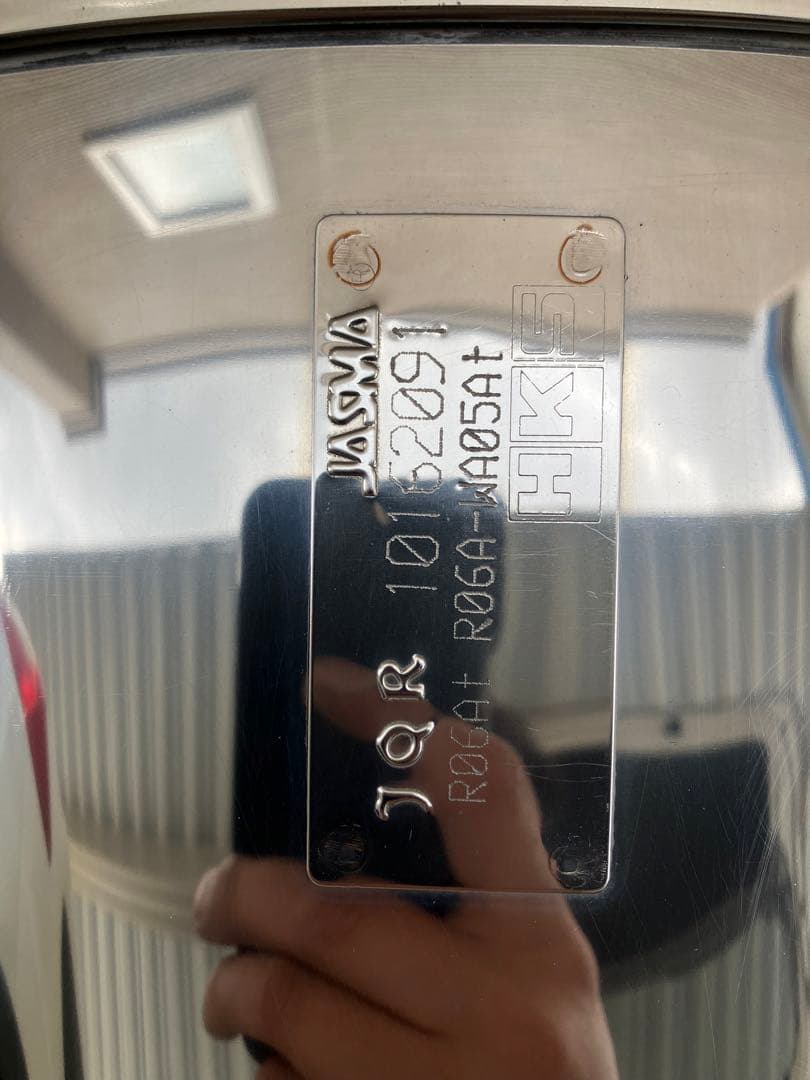 JASMA
JQR 10162091
R06At R06A-WA05At
HKS